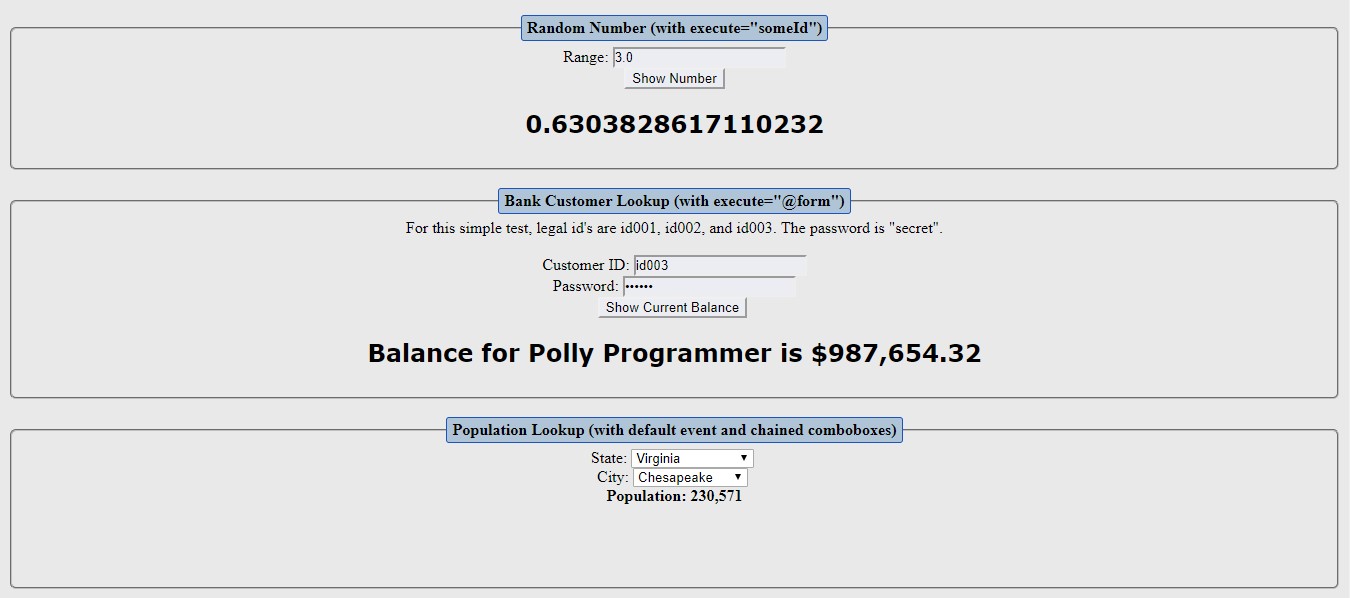 Random Number (with execute="someId")
Range: 3.0
Show Number
0.6303828617110232
Bank Customer Lookup (with execute="@form")
For this simple test, legal id's are id001, id002, and id003. The password is "secret".
Customer ID: id003
Password: ••••••
Show Current Balance
Balance for Polly Programmer is $987,654.32
Population Lookup (with default event and chained comboboxes)
State: Virginia
City: Chesapeake
Population: 230,571